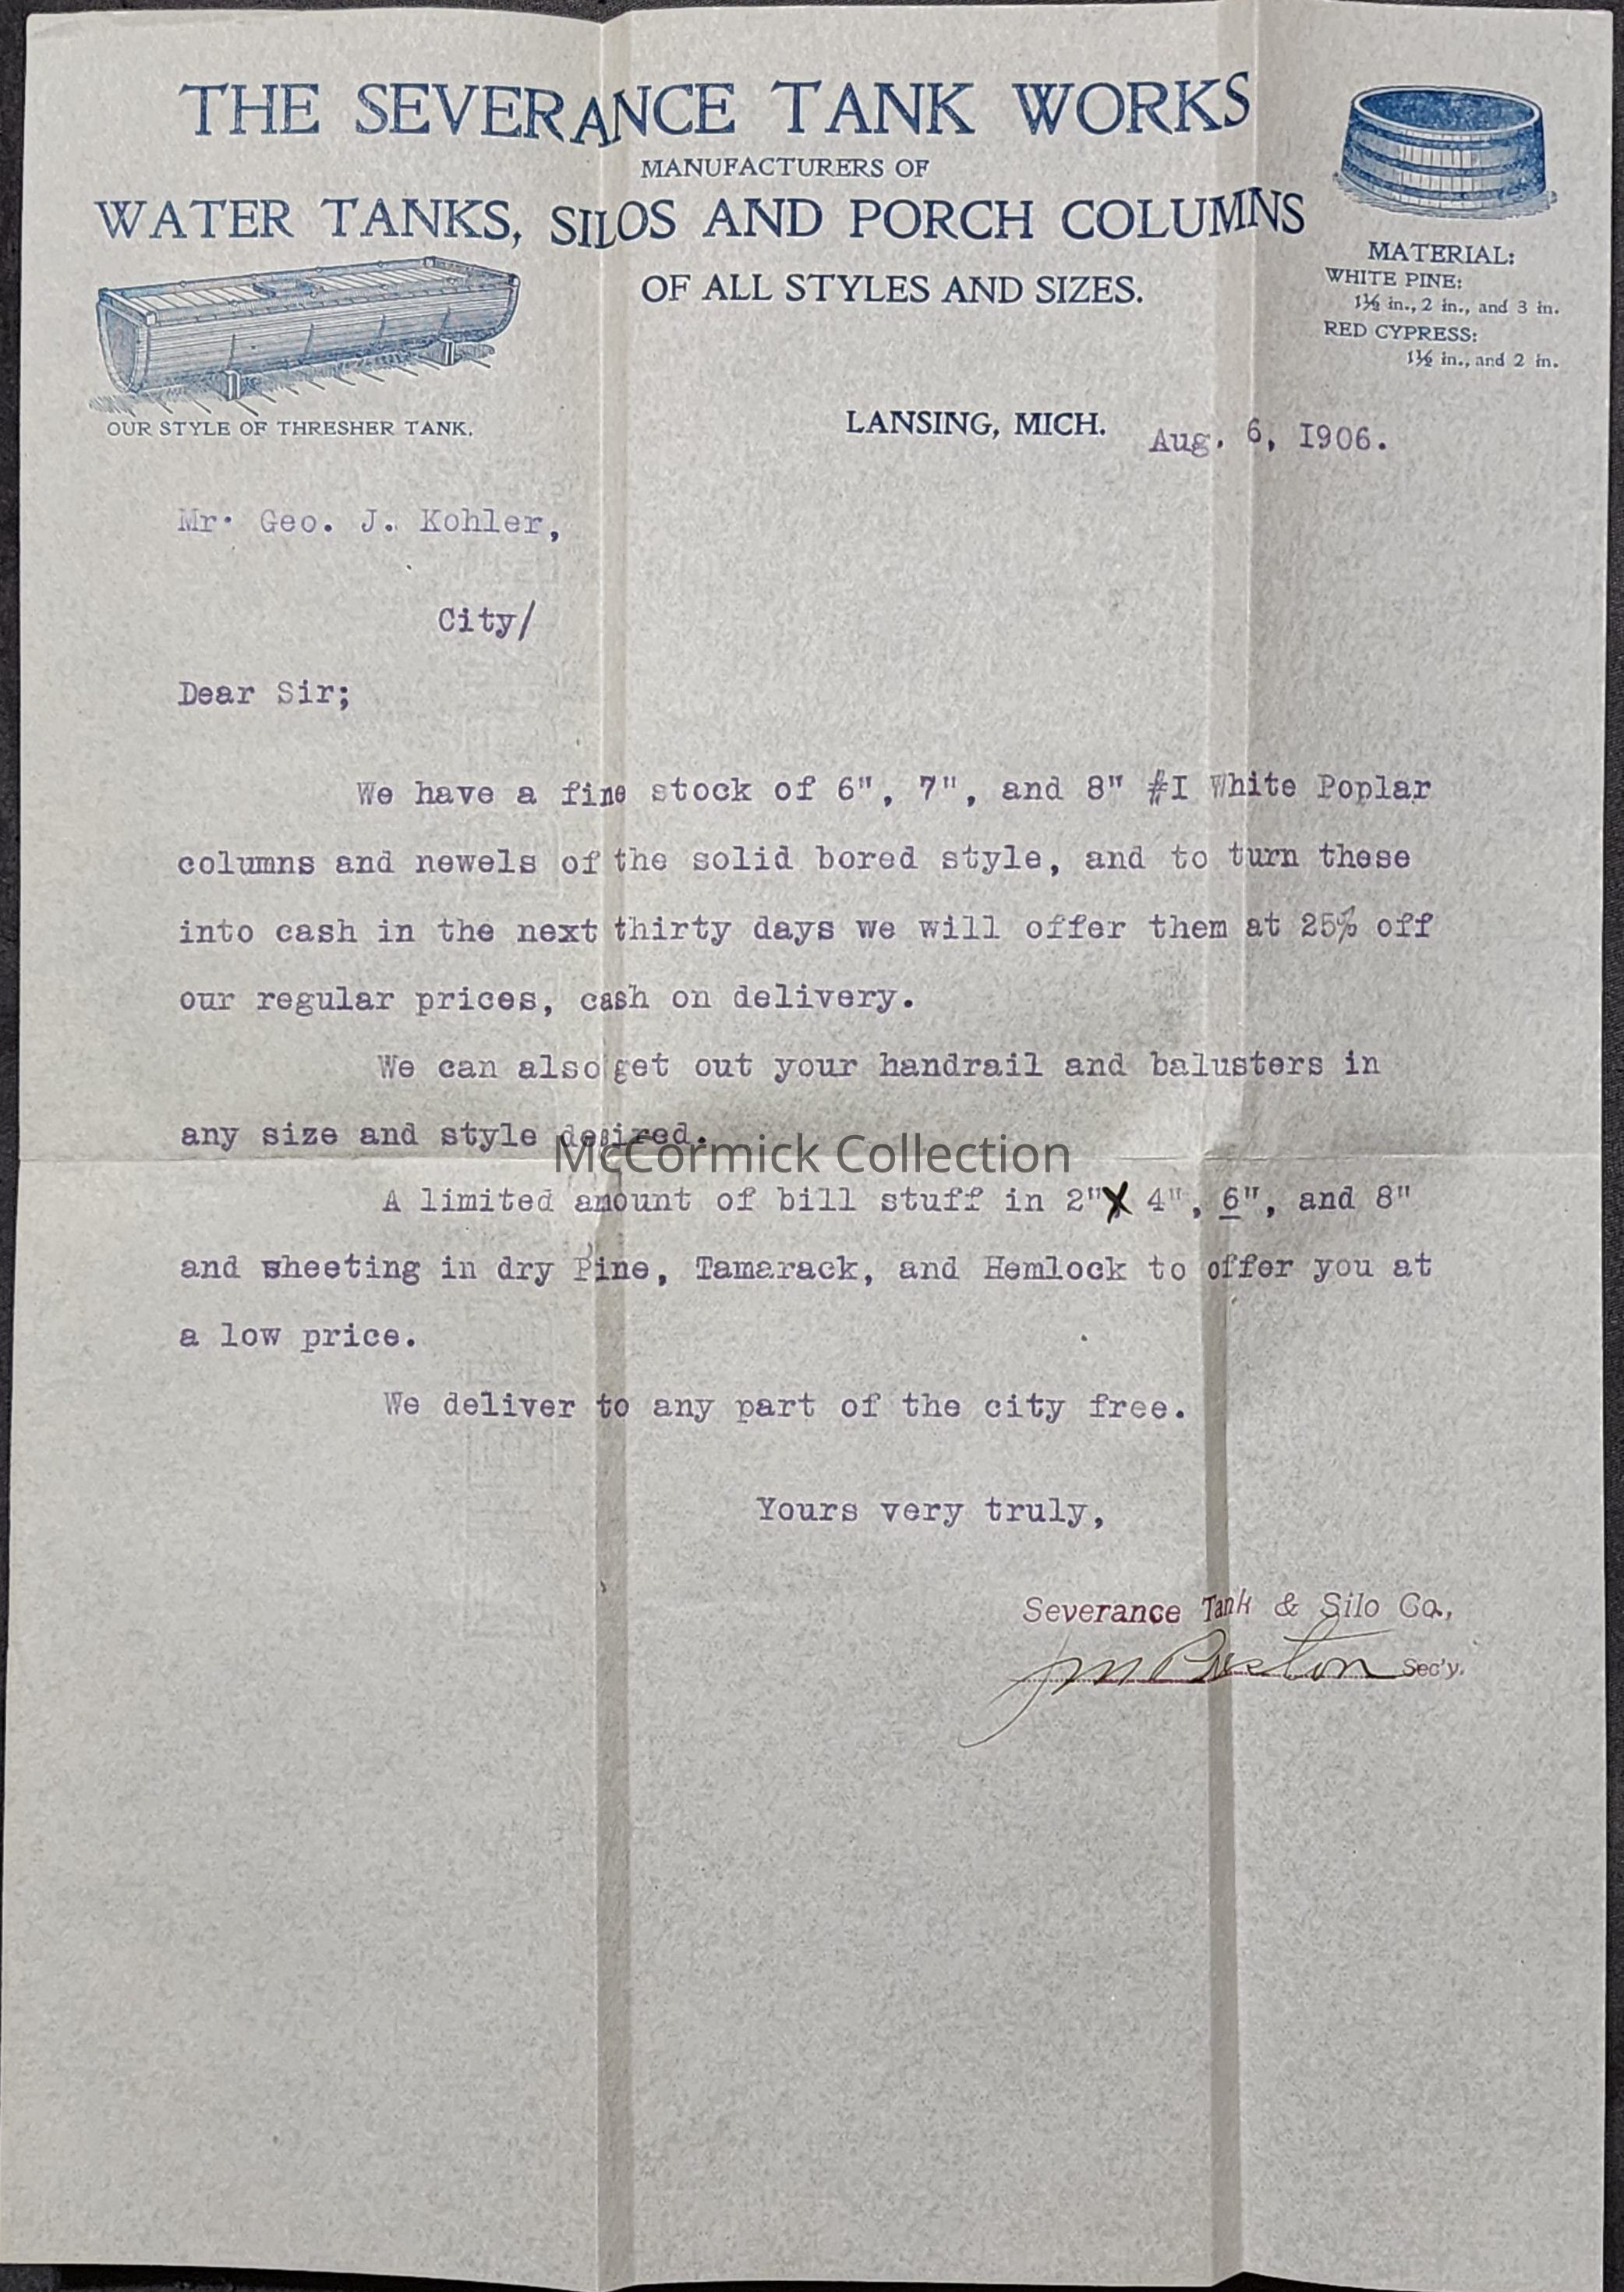 THE SEVERANCE TANK WORKS
MANUFACTURERS OF
WATER TANKS, SILOS AND PORCH COLUMNS
OF ALL STYLES AND SIZES.
MATERIAL:
WHITE PINE:
1½ in., 2 in., and 3 in.
RED CYPRESS:
1½ in., and 2 in.
OUR STYLE OF THRESHER TANK.
LANSING, MICH. Aug. 6, I906.
Mr. Geo. J. Kohler,
City/
Dear Sir;
We have a fine stock of 6", 7", and 8" #I White Poplar
columns and newels of the solid bored style, and to turn these
into cash in the next thirty days we will offer them at 25% off
our regular prices, cash on delivery.
We can also get out your handrail and balusters in
any size and style desired.
McCormick Collection
A limited amount of bill stuff in 2" X 4", 6", and 8"
and sheeting in dry Pine, Tamarack, and Hemlock to offer you at
a low price.
We deliver to any part of the city free.
Yours very truly,
Severance Tank & Silo Co.,
J M Preston Sec'y.